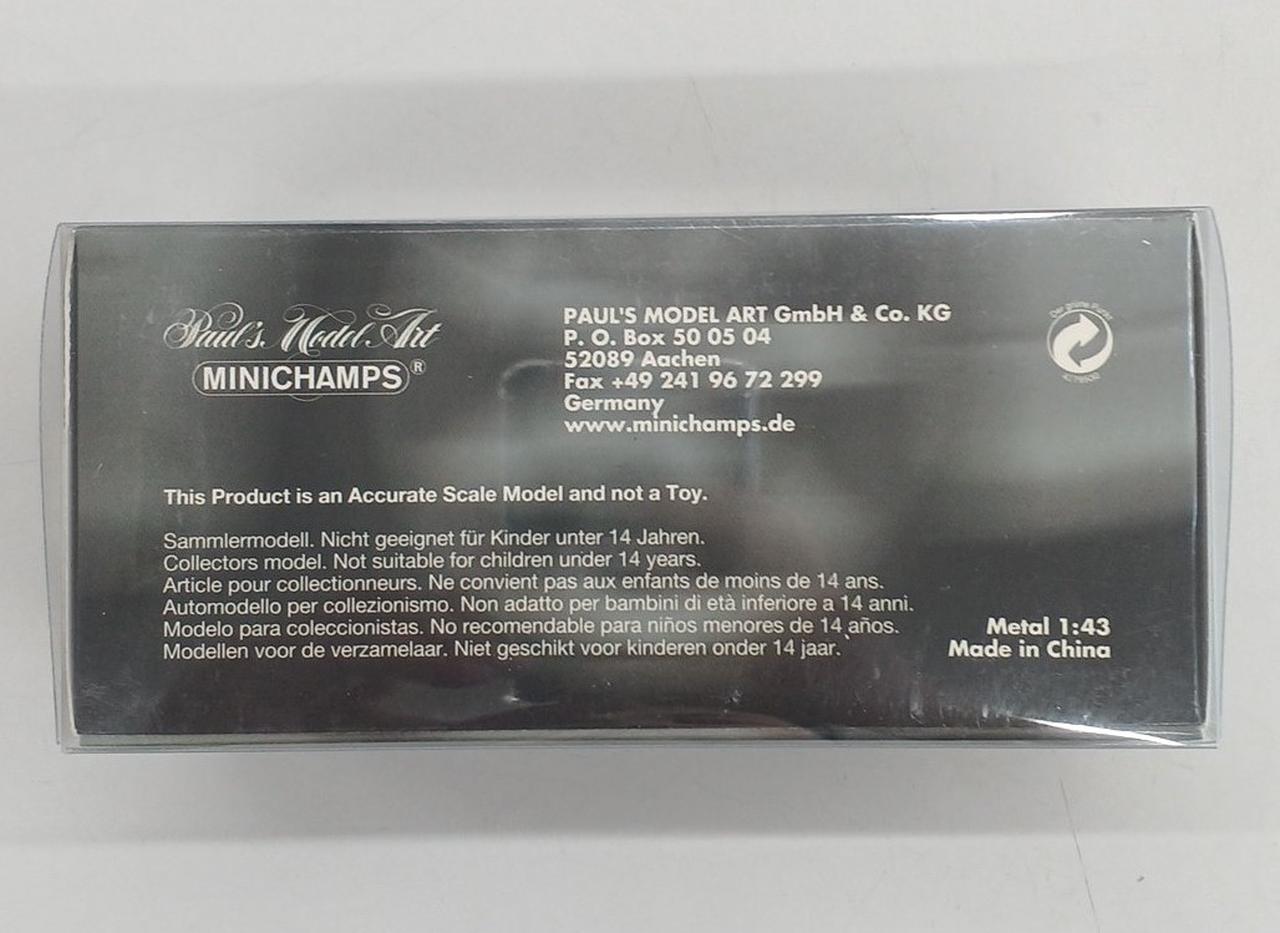 Paul's Model Art
MINICHAMPS®
PAUL'S MODEL ART GmbH & Co. KG
P. O. Box 50 05 04
52089 Aachen
Fax +49 241 96 72 299
Germany
www.minichamps.de
Der grüne Punkt
This Product is an Accurate Scale Model and not a Toy.
Sammlermodell. Nicht geeignet für Kinder unter 14 Jahren.
Collectors model. Not suitable for children under 14 years.
Article pour collectionneurs. Ne convient pas aux enfants de moins de 14 ans.
Automodello per collezionismo. Non adatto per bambini di età inferiore a 14 anni.
Modelo para coleccionistas. No recomendable para niños menores de 14 años.
Modellen voor de verzamelaar. Niet geschikt voor kinderen onder 14 jaar.
Metal 1:43
Made in China